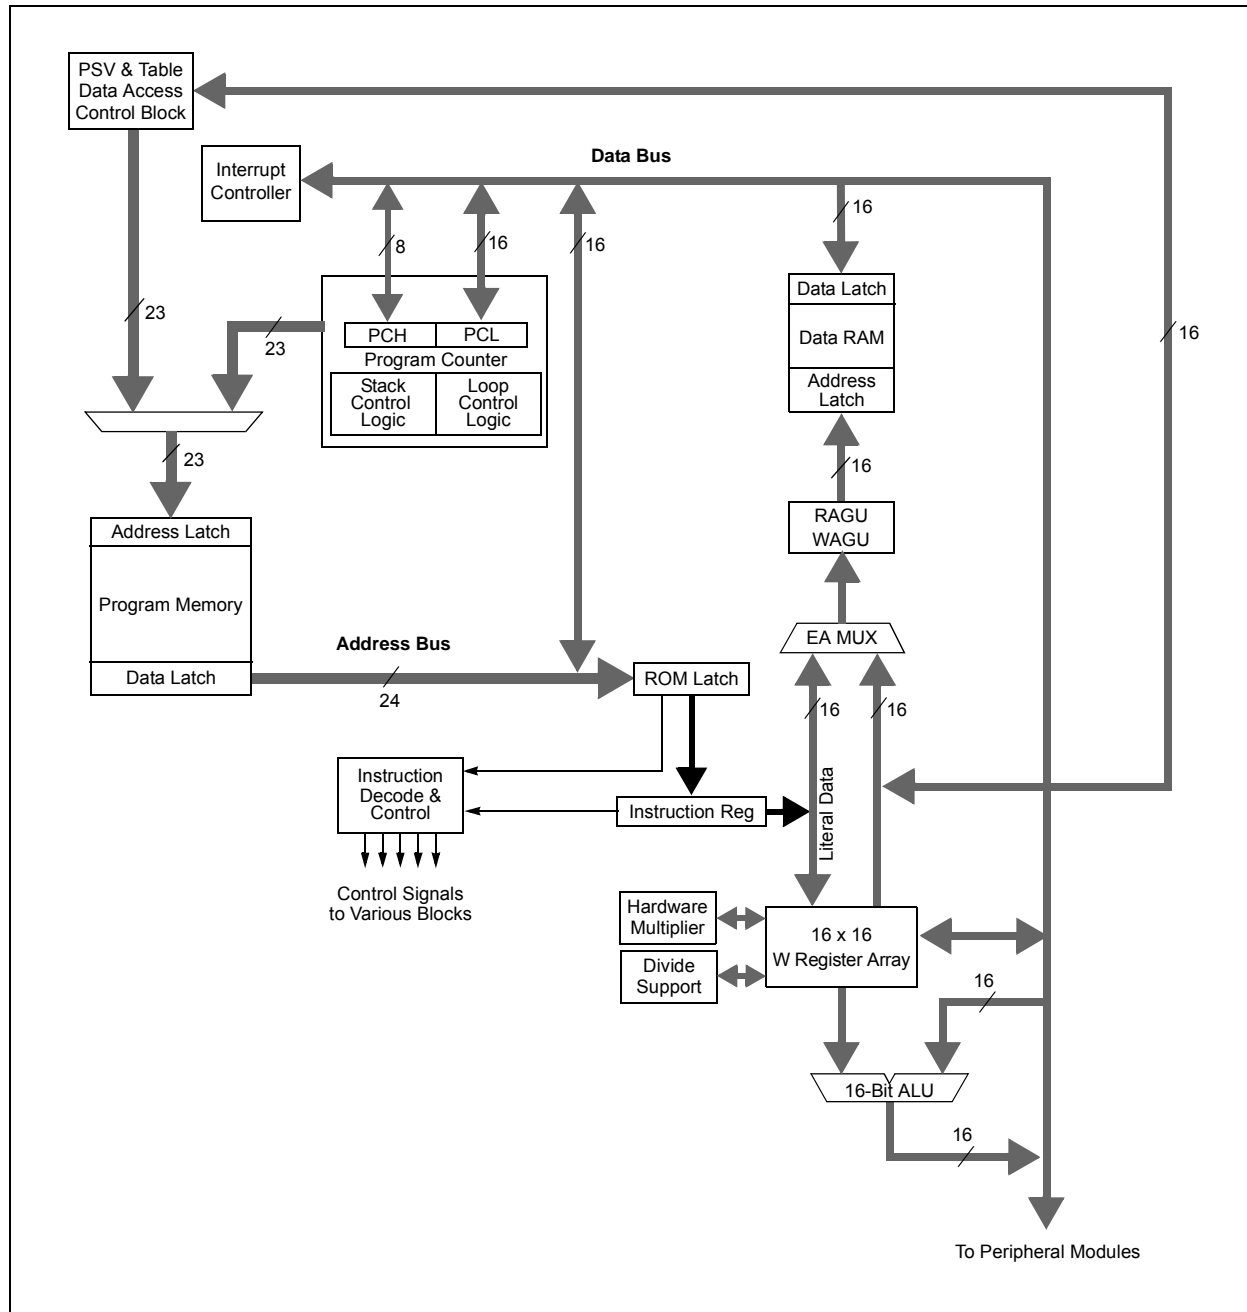 PSV & Table
Data Access
Control Block
Data Bus
Interrupt
Controller
16
8
16
16
Data Latch
23
23
16
PCH
PCL
Data RAM
Program Counter
Stack
Control
Logic
Loop
Control
Logic
Address
Latch
23
16
Address Latch
RAGU
WAGU
Program Memory
EA MUX
Address Bus
Data Latch
ROM Latch
24
16
16
Instruction
Decode &
Control
Instruction Reg
Literal Data
Control Signals
to Various Blocks
Hardware
Multiplier
16 x 16
W Register Array
Divide
Support
16
16-Bit ALU
16
To Peripheral Modules